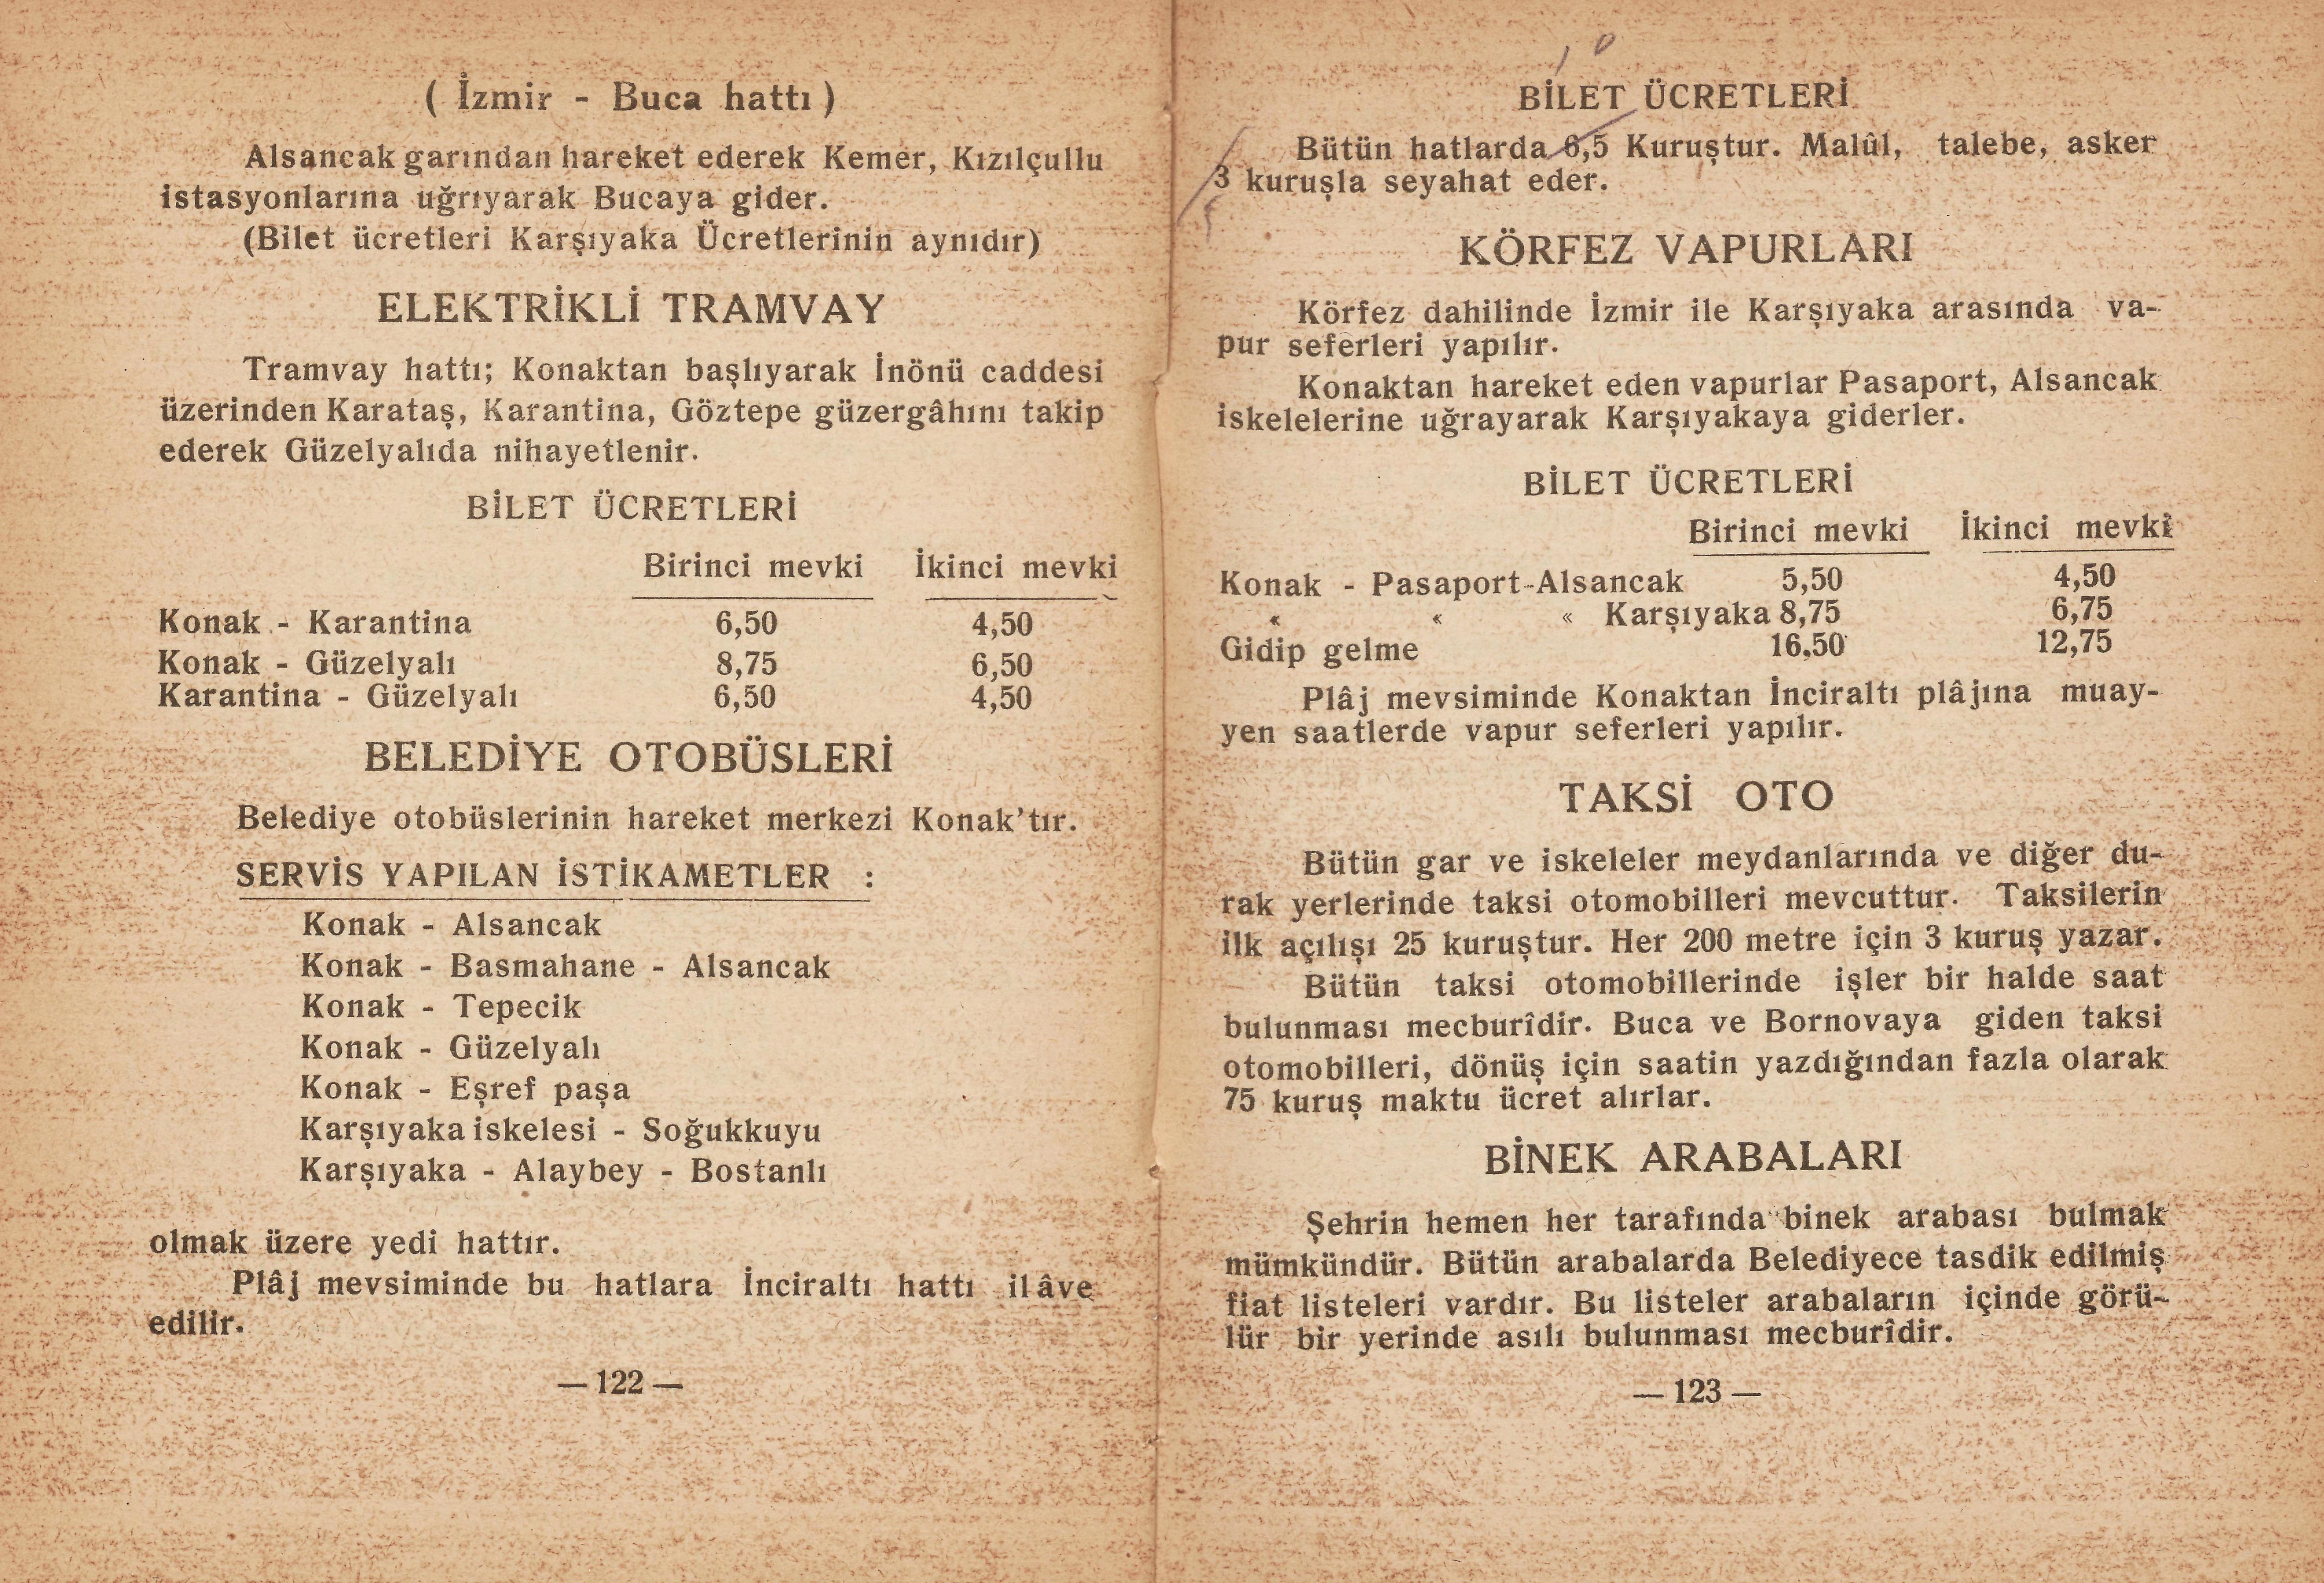 ( İzmir - Buca hattı )
Alsancak garından hareket ederek Kemer, Kızılçullu
istasyonlarına uğrıyarak Bucaya gider.
(Bilet ücretleri Karşıyaka Ücretlerinin aynıdır)
ELEKTRİKLİ TRAMVAY
Tramvay hattı; Konaktan başlıyarak İnönü caddesi
üzerinden Karataş, Karantina, Göztepe güzergâhını takip
ederek Güzelyalıda nihayetlenir.
BİLET ÜCRETLERİ
Birinci mevki İkinci mevki
Konak - Karantina 6,50 4,50
Konak - Güzelyalı 8,75 6,50
Karantina - Güzelyalı 6,50 4,50
BELEDİYE OTOBÜSLERİ
Belediye otobüslerinin hareket merkezi Konak'tır.
SERVİS YAPILAN İSTİKAMETLER :
Konak - Alsancak
Konak - Basmahane - Alsancak
Konak - Tepecik
Konak - Güzelyalı
Konak - Eşref paşa
Karşıyaka iskelesi - Soğukkuyu
Karşıyaka - Alaybey - Bostanlı
olmak üzere yedi hattır.
Plâj mevsiminde bu hatlara İnciraltı hattı ilâve
edilir.
— 122 —
10
BİLET ÜCRETLERİ
Bütün hatlarda 6,5 Kuruştur. Malûl, talebe, asker
3 kuruşla seyahat eder.
5
KÖRFEZ VAPURLARI
Körfez dahilinde İzmir ile Karşıyaka arasında va-
pur seferleri yapılır.
Konaktan hareket eden vapurlar Pasaport, Alsancak
iskelelerine uğrayarak Karşıyakaya giderler.
BİLET ÜCRETLERİ
Birinci mevki İkinci mevki
Konak - Pasaport-Alsancak 5,50 4,50
« « « Karşıyaka 8,75 6,75
Gidip gelme 16,50 12,75
Plâj mevsiminde Konaktan İnciraltı plâjına muay-
yen saatlerde vapur seferleri yapılır.
TAKSİ OTO
Bütün gar ve iskeleler meydanlarında ve diğer du-
rak yerlerinde taksi otomobilleri mevcuttur. Taksilerin
ilk açılışı 25 kuruştur. Her 200 metre için 3 kuruş yazar.
Bütün taksi otomobillerinde işler bir halde saat
bulunması mecburîdir. Buca ve Bornovaya giden taksi
otomobilleri, dönüş için saatin yazdığından fazla olarak
75 kuruş maktu ücret alırlar.
BİNEK ARABALARI
Şehrin hemen her tarafında binek arabası bulmak
mümkündür. Bütün arabalarda Belediyece tasdik edilmiş
fiat listeleri vardır. Bu listeler arabaların içinde görü-
lür bir yerinde asılı bulunması mecburîdir.
— 123 —